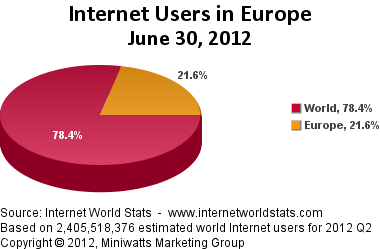 Internet Users in Europe
June 30, 2012
21.6%
78.4%
World, 78.4%
Europe, 21.6%
Source: Internet World Stats - www.internetworldstats.com
Based on 2,405,518,376 estimated world Internet users for 2012 Q2
Copyright © 2012, Miniwatts Marketing Group